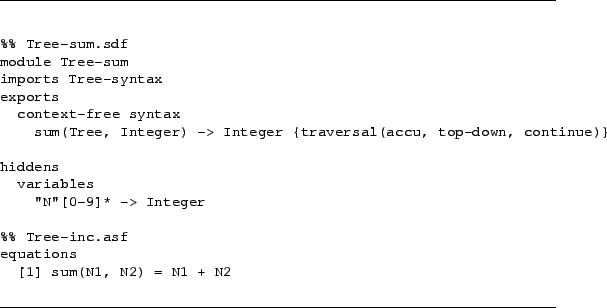 %% Tree-sum.sdf
module Tree-sum
imports Tree-syntax
exports
context-free syntax
sum(Tree, Integer) -> Integer {traversal(accu, top-down, continue)}
hiddens
variables
"N"[0-9]* -> Integer
%% Tree-inc.asf
equations
[1] sum(N1, N2) = N1 + N2